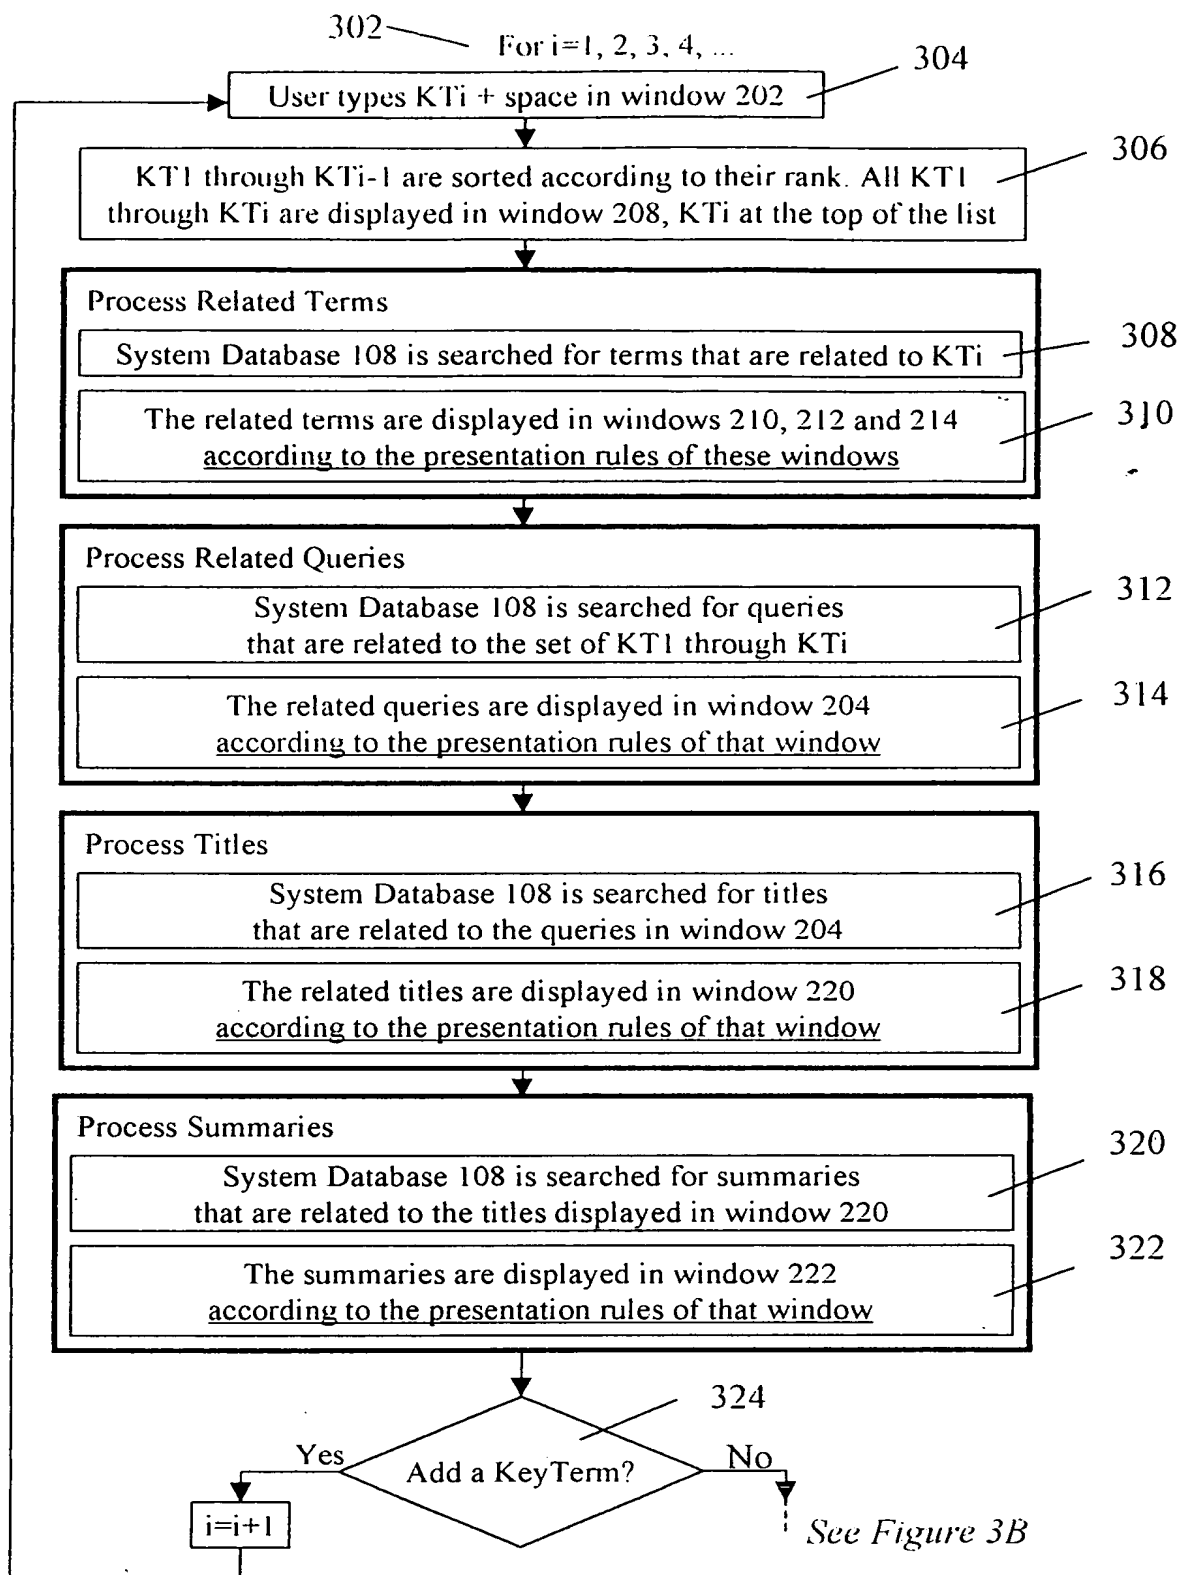 302
For i=1, 2, 3, 4, ...
304
User types KTi + space in window 202
306
KT1 through KTi-1 are sorted according to their rank. All KT1
through KTi are displayed in window 208, KTi at the top of the list
Process Related Terms
308
System Database 108 is searched for terms that are related to KTi
310
The related terms are displayed in windows 210, 212 and 214
according to the presentation rules of these windows
Process Related Queries
312
System Database 108 is searched for queries
that are related to the set of KT1 through KTi
314
The related queries are displayed in window 204
according to the presentation rules of that window
Process Titles
316
System Database 108 is searched for titles
that are related to the queries in window 204
318
The related titles are displayed in window 220
according to the presentation rules of that window
Process Summaries
320
System Database 108 is searched for summaries
that are related to the titles displayed in window 220
322
The summaries are displayed in window 222
according to the presentation rules of that window
324
Yes
Add a KeyTerm?
No
i=i+1
See Figure 3B